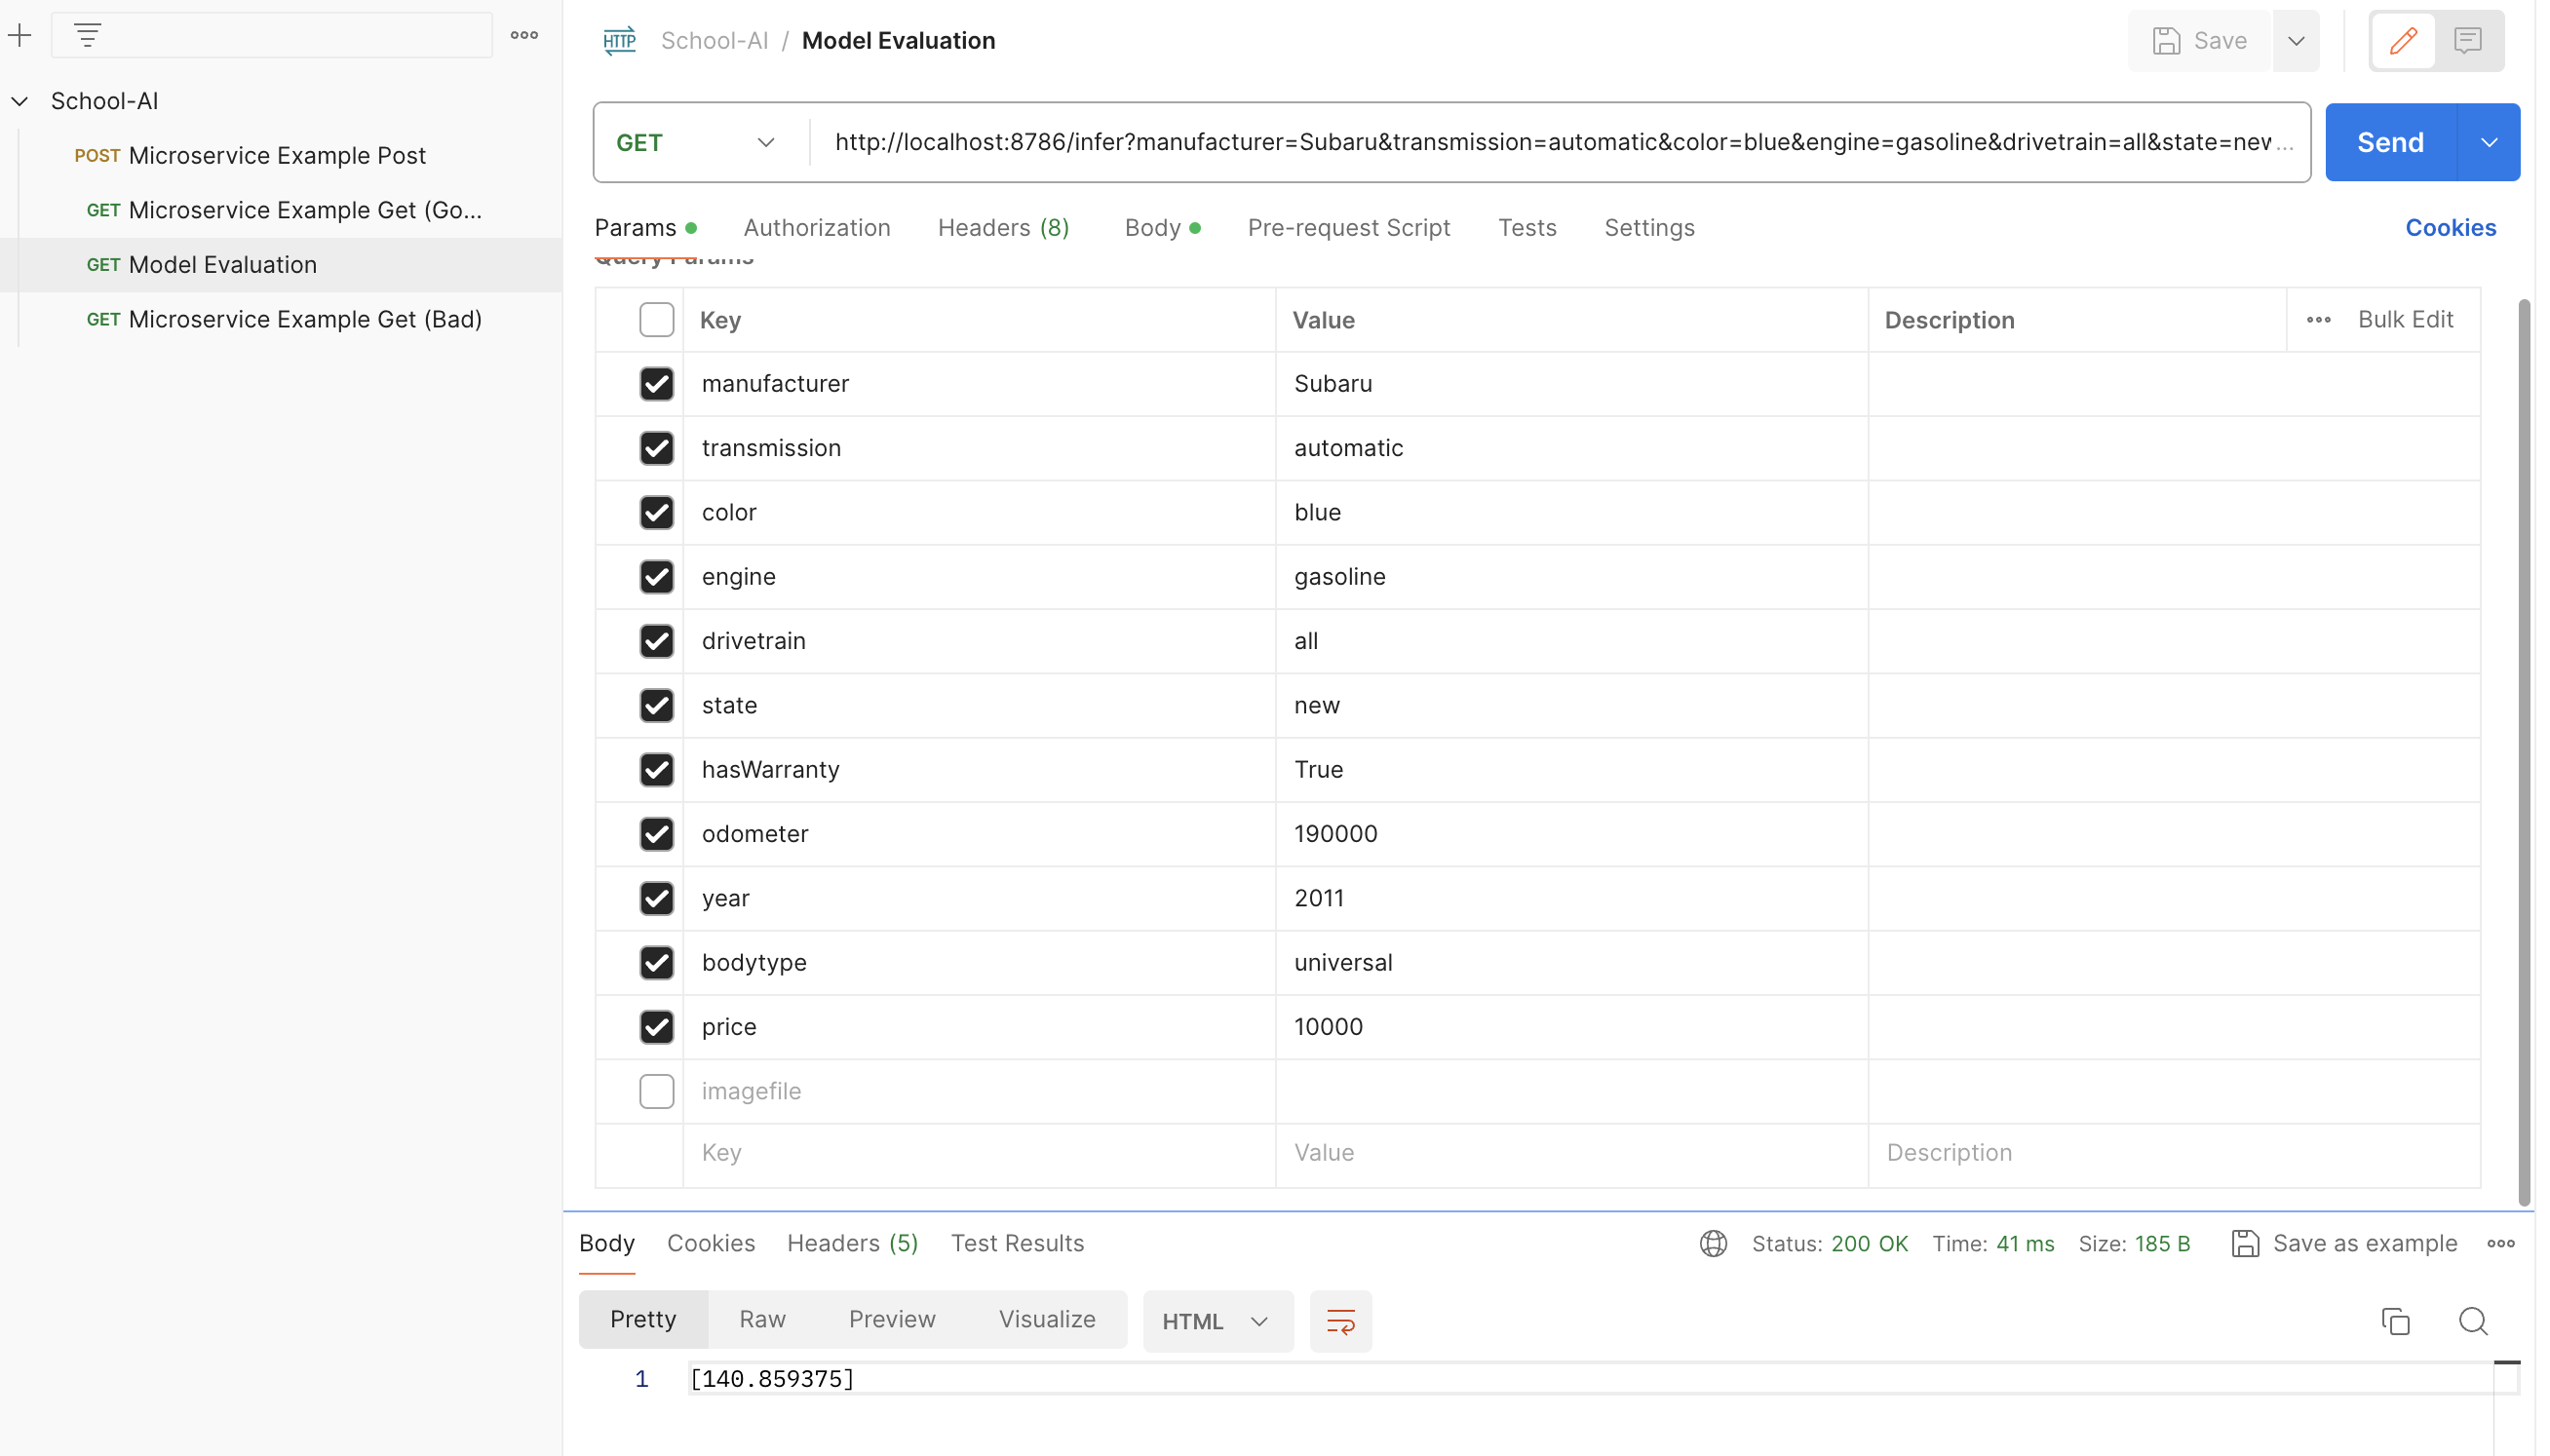 School-AI
POST Microservice Example Post
GET Microservice Example Get (Go...
GET Model Evaluation
GET Microservice Example Get (Bad)
HTTP School-AI / Model Evaluation
Save
GET http://localhost:8786/infer?manufacturer=Subaru&transmission=automatic&color=blue&engine=gasoline&drivetrain=all&state=new...
Send
Params Authorization Headers (8) Body Pre-request Script Tests Settings Cookies
Query Params
Key Value Description Bulk Edit
manufacturer Subaru
transmission automatic
color blue
engine gasoline
drivetrain all
state new
hasWarranty True
odometer 190000
year 2011
bodytype universal
price 10000
imagefile
Key Value Description
Body Cookies Headers (5) Test Results Status: 200 OK Time: 41 ms Size: 185 B Save as example
Pretty Raw Preview Visualize HTML
1 [140.859375]